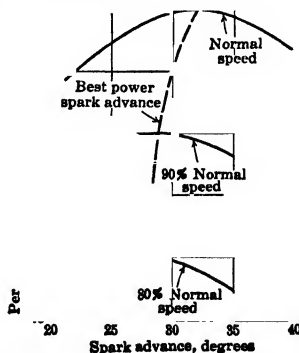 Normal
speed
Best power
spark advance
90% Normal
speed
80% Normal
speed
Per
20 25 30 35 40
Spark advance, degrees